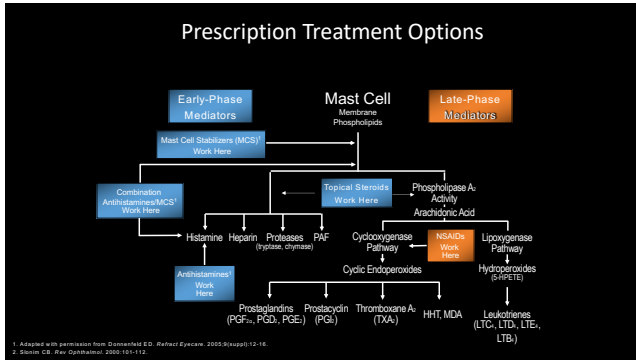 Prescription Treatment Options
Early-Phase
Mediators
Mast Cell
Membrane
Phospholipids
Late-Phase
Mediators
Mast Cell Stabilizers (MCS)¹
Work Here
Combination
Antihistamines/MCS¹
Work Here
Topical Steroids
Work Here
Phospholipase A₂
Activity
Arachidonic Acid
Histamine
Heparin
Proteases
(tryptase, chymase)
PAF
Cyclooxygenase
Pathway
NSAIDs
Work
Here
Lipoxygenase
Pathway
Antihistamines¹
Work
Here
Cyclic Endoperoxides
Hydroperoxides
(5-HPETE)
Prostaglandins
(PGF₂α, PGD₂, PGE₂)
Prostacyclin
(PGI₂)
Thromboxane A₂
(TXA₂)
HHT, MDA
Leukotrienes
(LTC₄, LTD₄, LTE₄,
LTB₄)
1. Adapted with permission from Donnenfeld ED. Refract Eyecare. 2005;9(suppl):12-16.
2. Slonim CB. Rev Ophthalmol. 2000:101-112.